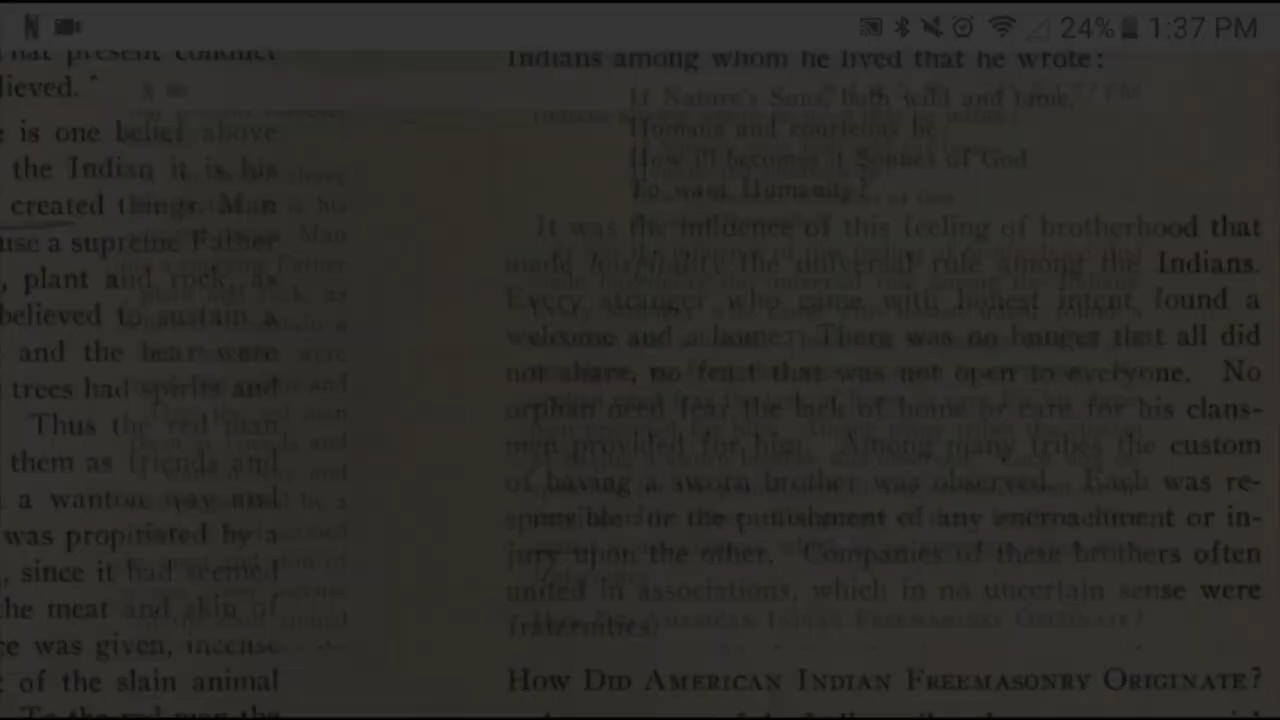 N 24% 1:37 PM
hat present conduct
lieved.
e is one belief above
the Indian it is his
created things. Man
use a supreme Father
, plant and rock, as
believed to sustain a
and the bear were
trees had spirits and
Thus the red man
them as friends and
a wanton way and
was propitiated by a
, since it had seemed
he meat and skin of
ce was given, incense
of the slain animal
To the red man the
Indians among whom he lived that he wrote:
If Nature's Sons, both wild and tame,
Humane and courteous be
How ill becomes it Sonnes of God
To want Humanity?
It was the influence of this feeling of brotherhood that
made hospitality the universal rule among the Indians.
Every stranger who came with honest intent found a
welcome and a home. There was no hunger that all did
not share, no feast that was not open to everyone. No
orphan need fear the lack of home or care for his clans-
men provided for him. Among many tribes the custom
of having a sworn brother was observed. Each was re-
sponsible for the punishment of any encroachment or in-
jury upon the other. Companies of these brothers often
united in associations, which in no uncertain sense were
fraternities.
HOW DID AMERICAN INDIAN FREEMASONRY ORIGINATE?